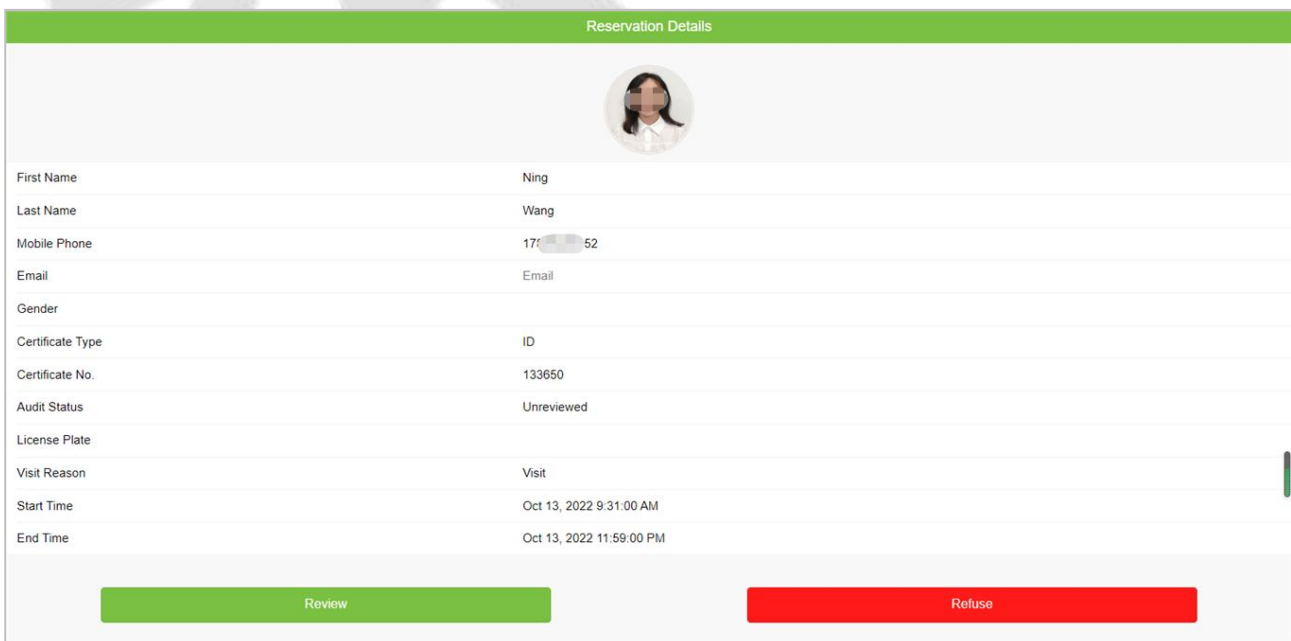 Reservation Details
First Name Ning
Last Name Wang
Mobile Phone 52
Email Email
Gender
Certificate Type ID
Certificate No. 133650
Audit Status Unreviewed
License Plate
Visit Reason Visit
Start Time Oct 13, 2022 9:31:00 AM
End Time Oct 13, 2022 11:59:00 PM
Review Refuse